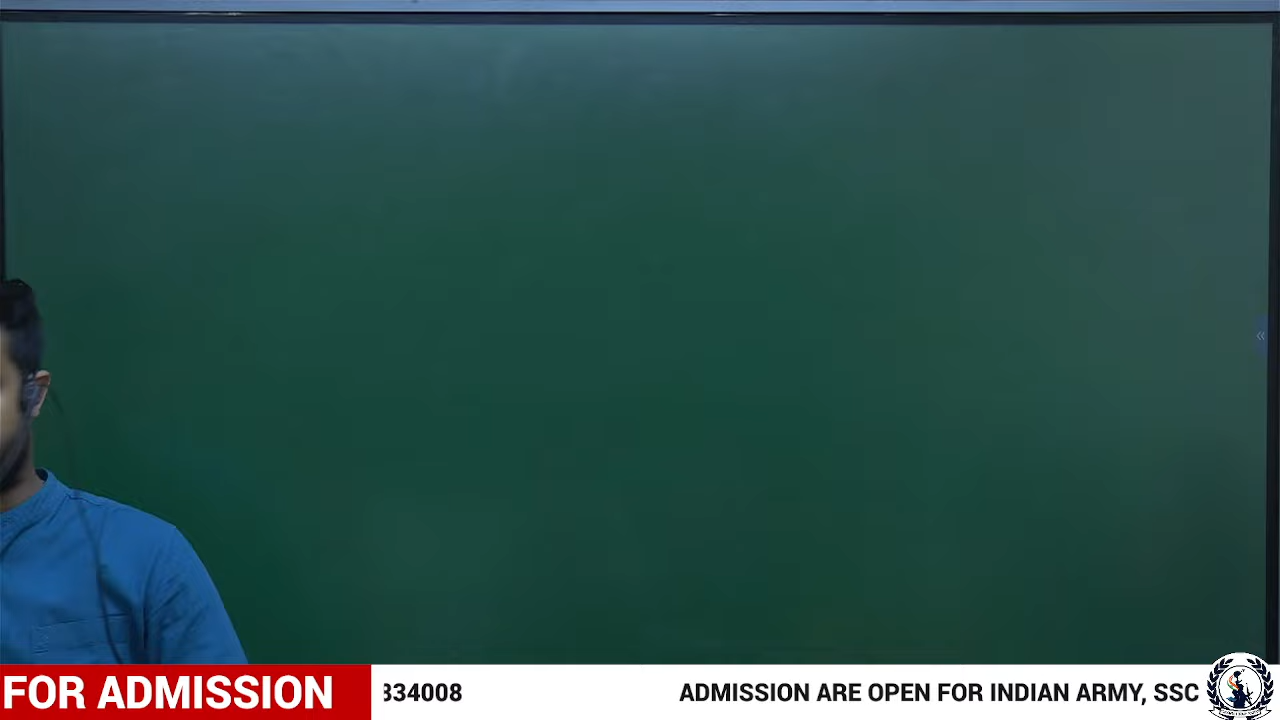 FOR ADMISSION
334008
ADMISSION ARE OPEN FOR INDIAN ARMY, SSC